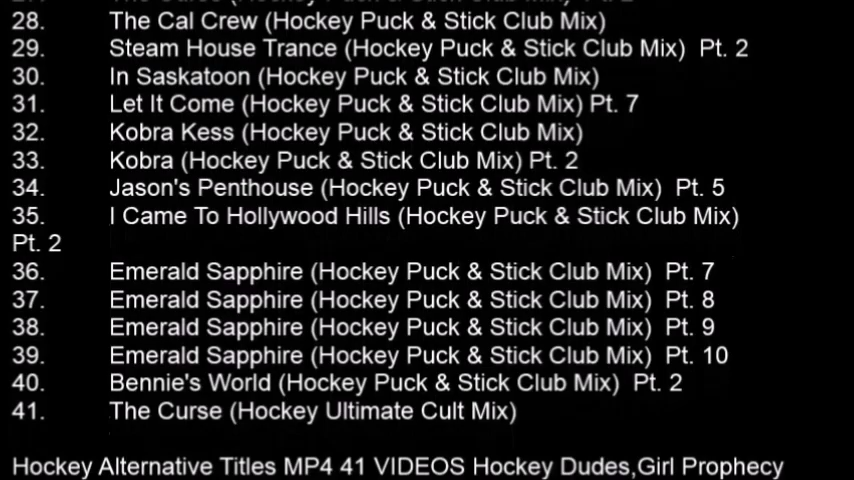 28. The Cal Crew (Hockey Puck & Stick Club Mix)
29. Steam House Trance (Hockey Puck & Stick Club Mix) Pt. 2
30. In Saskatoon (Hockey Puck & Stick Club Mix)
31. Let It Come (Hockey Puck & Stick Club Mix) Pt. 7
32. Kobra Kess (Hockey Puck & Stick Club Mix)
33. Kobra (Hockey Puck & Stick Club Mix) Pt. 2
34. Jason's Penthouse (Hockey Puck & Stick Club Mix) Pt. 5
35. I Came To Hollywood Hills (Hockey Puck & Stick Club Mix)
Pt. 2
36. Emerald Sapphire (Hockey Puck & Stick Club Mix) Pt. 7
37. Emerald Sapphire (Hockey Puck & Stick Club Mix) Pt. 8
38. Emerald Sapphire (Hockey Puck & Stick Club Mix) Pt. 9
39. Emerald Sapphire (Hockey Puck & Stick Club Mix) Pt. 10
40. Bennie's World (Hockey Puck & Stick Club Mix) Pt. 2
41. The Curse (Hockey Ultimate Cult Mix)
Hockey Alternative Titles MP4 41 VIDEOS Hockey Dudes,Girl Prophecy